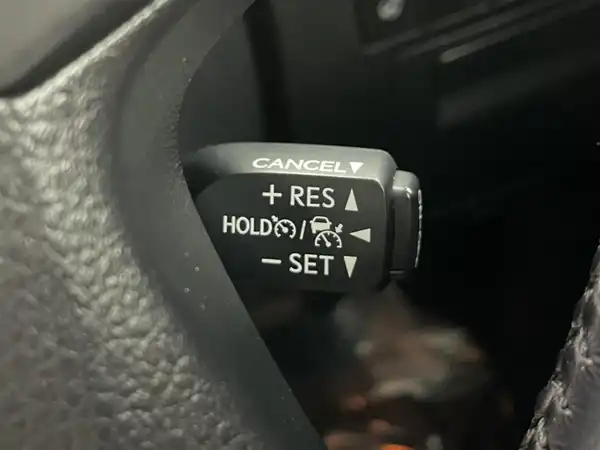 CANCEL▼
+ RES ▲
HOLD / ◀
− SET ▼